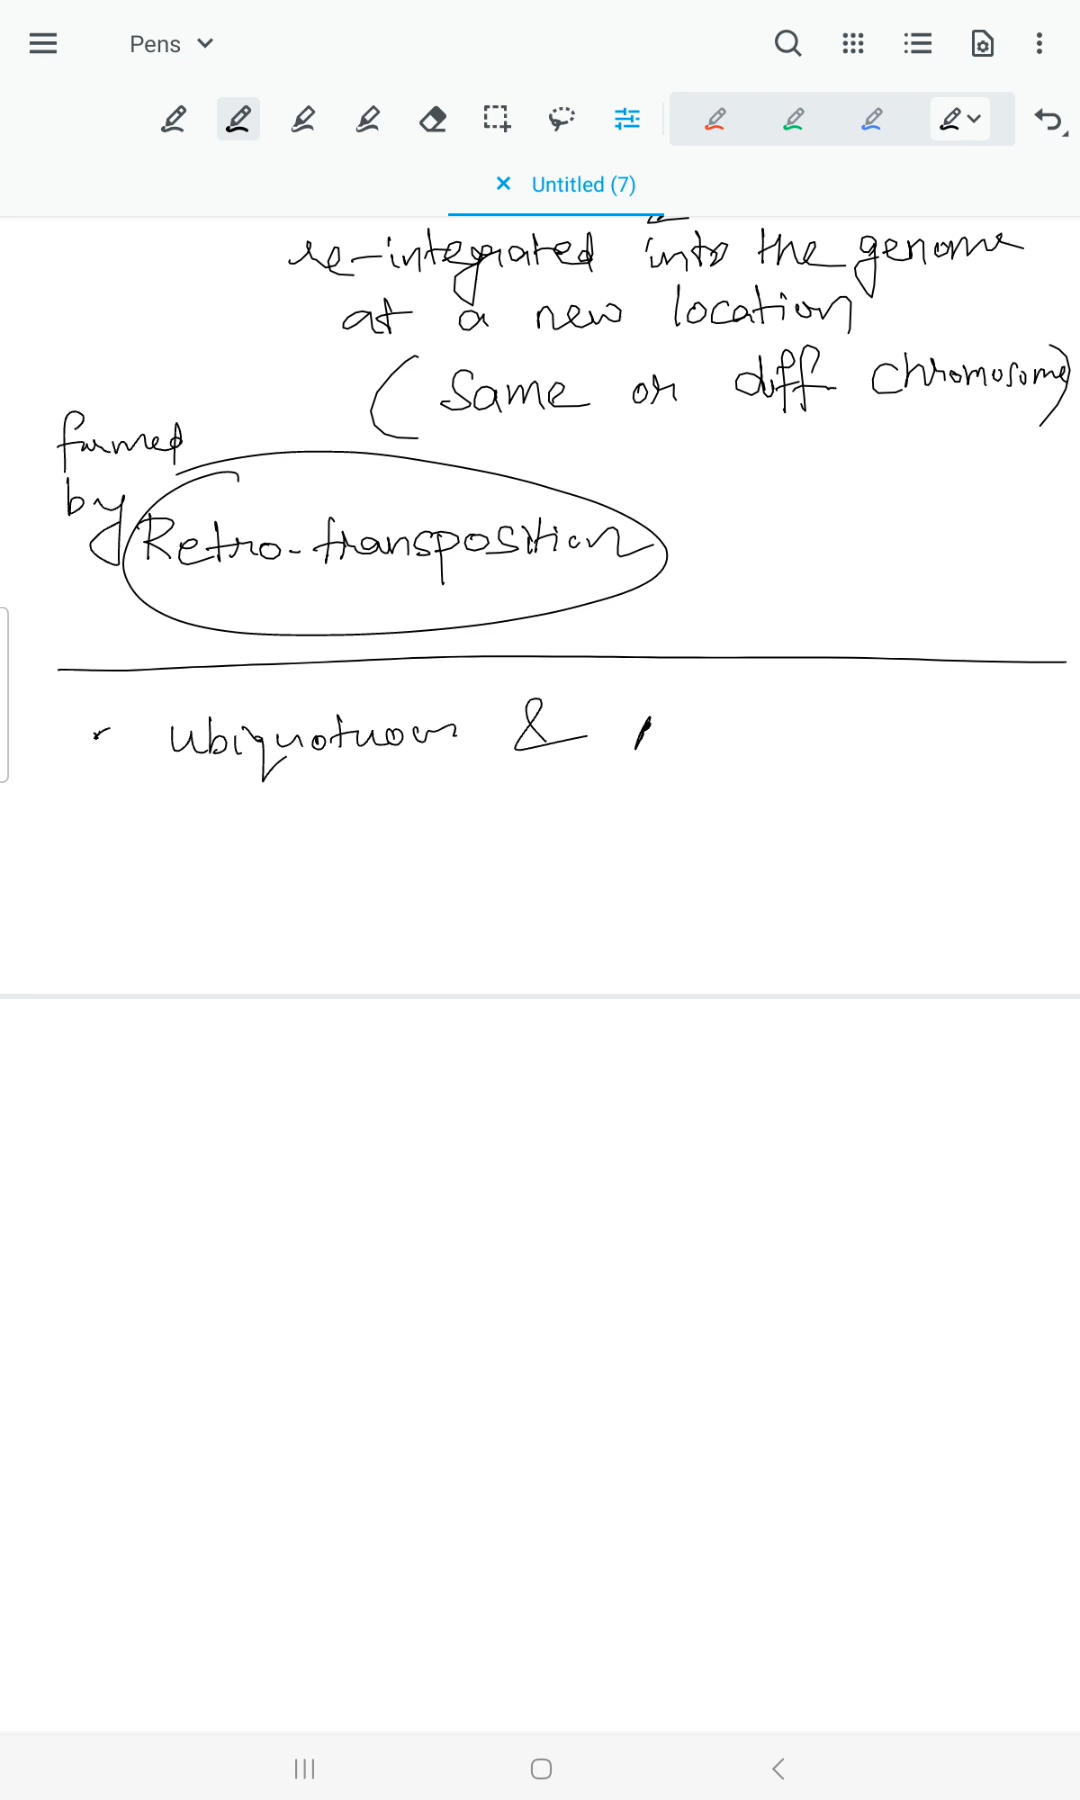 Pens
Untitled (7)
re-integrated into the genome
at a new location
(Same or diff chromosome)
formed
by
Retro-transposition
ubiquotuous &